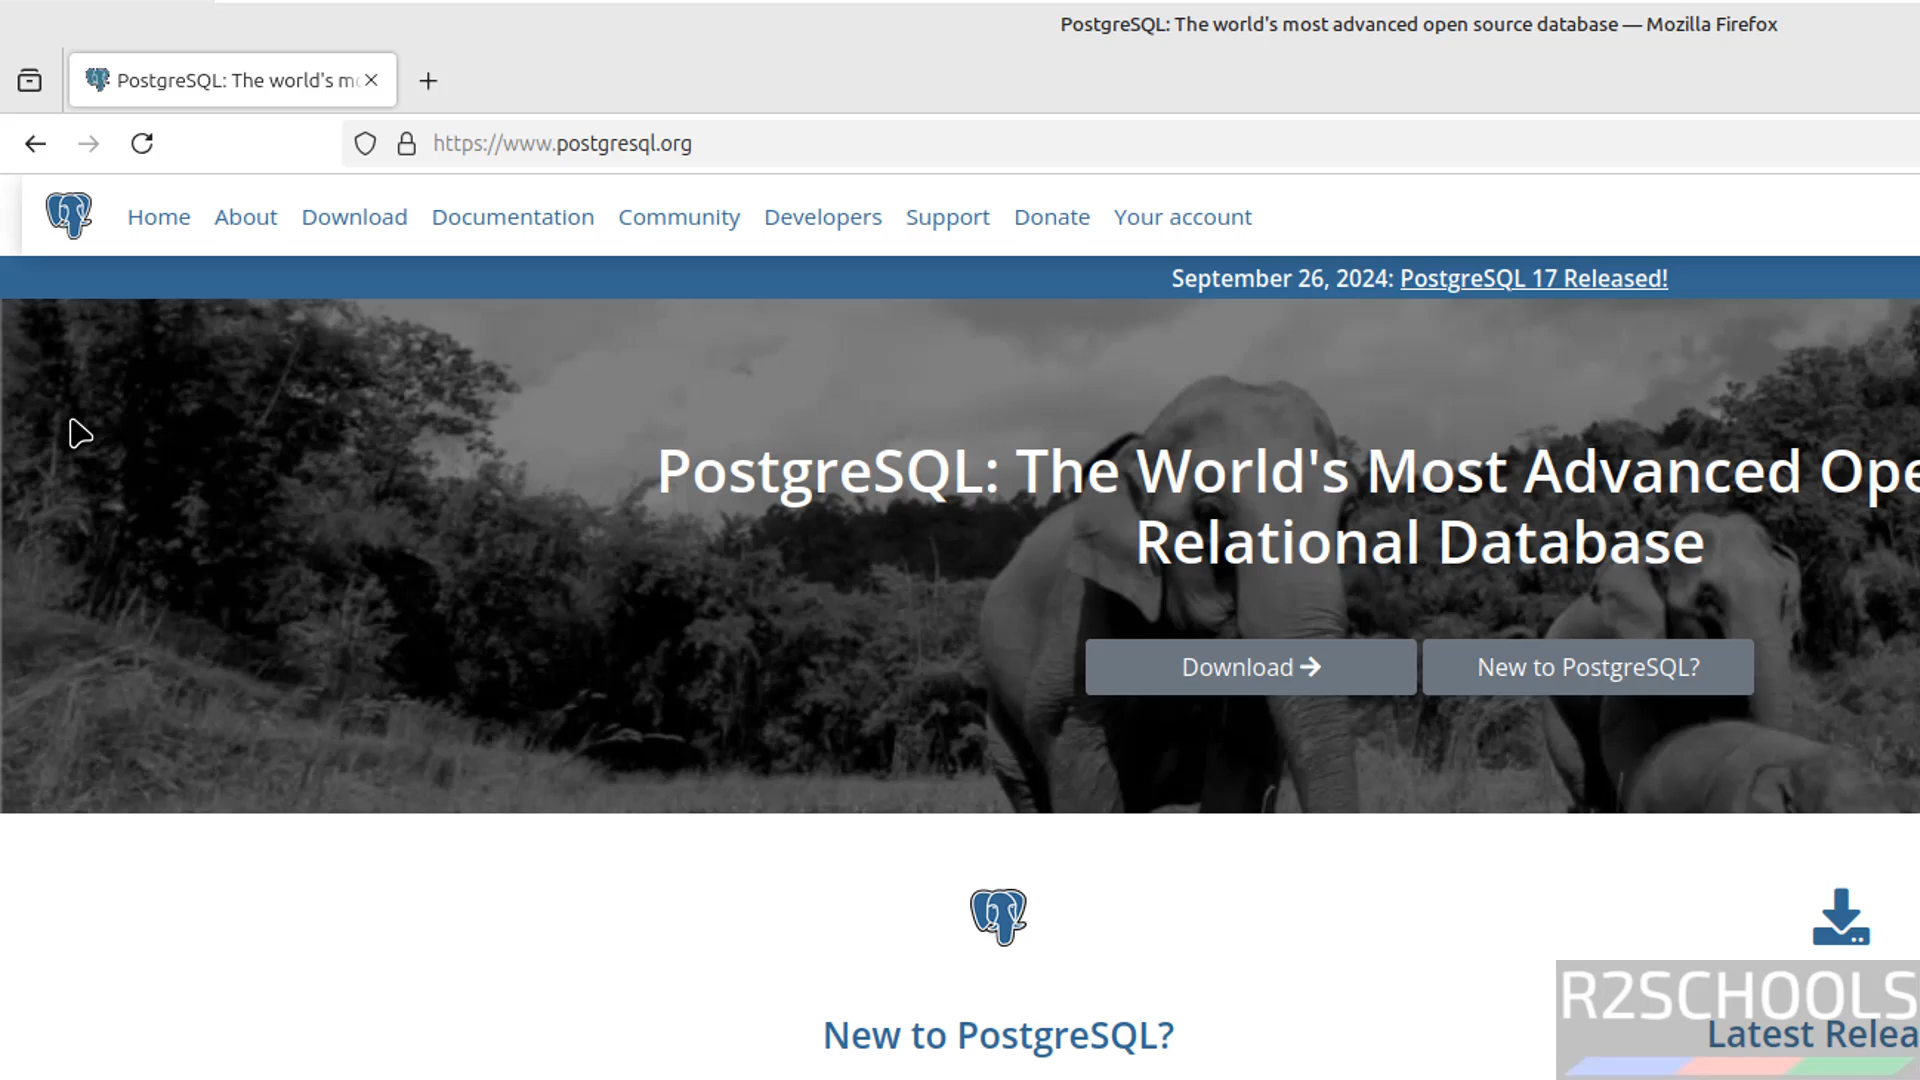 PostgreSQL: The world's most advanced open source database — Mozilla Firefox
PostgreSQL: The world's mo
https://www.postgresql.org
Home About Download Documentation Community Developers Support Donate Your account
September 26, 2024: PostgreSQL 17 Released!
PostgreSQL: The World's Most Advanced Ope
Relational Database
Download
New to PostgreSQL?
R2SCHOOLS
New to PostgreSQL?
Latest Relea